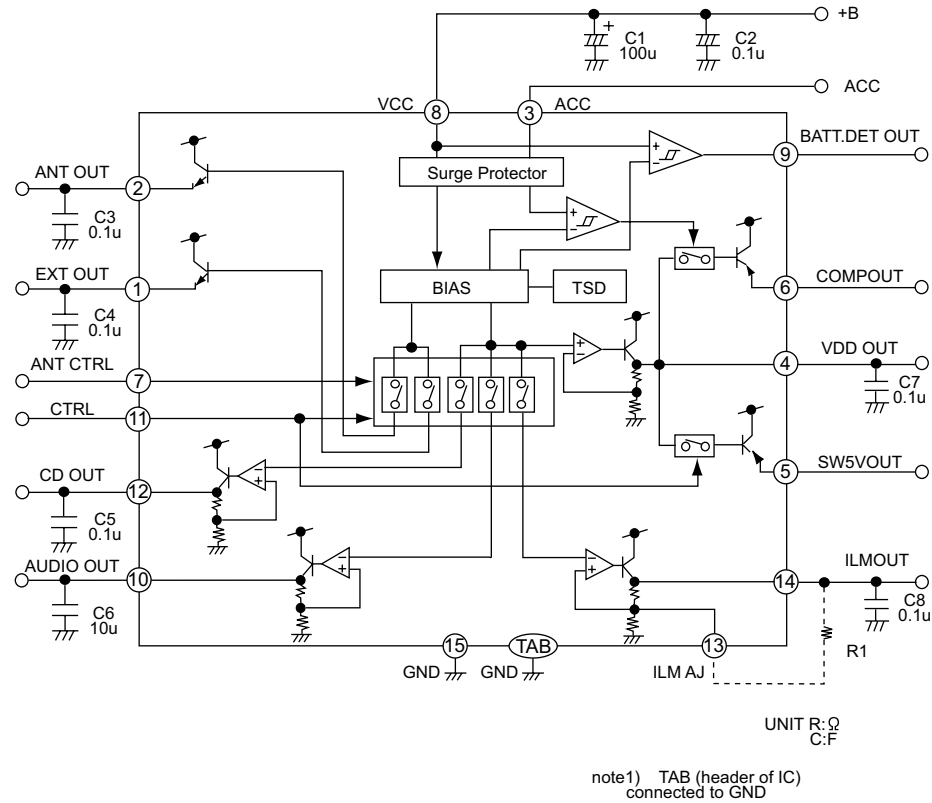 +B
+
C1
100u
C2
0.1u
ACC
VCC
8
3
ACC
BATT.DET OUT
9
+
−
Surge Protector
ANT OUT
2
C3
0.1u
+
−
EXT OUT
1
C4
0.1u
BIAS
TSD
6
COMPOUT
ANT CTRL
7
+
−
4
VDD OUT
C7
0.1u
CTRL
11
CD OUT
12
−
+
C5
0.1u
5
SW5VOUT
AUDIO OUT
10
−
+
C6
10u
−
+
14
ILMOUT
C8
0.1u
R1
15
GND
TAB
GND
13
ILM AJ
UNIT R:Ω
C:F
note1) TAB (header of IC)
connected to GND